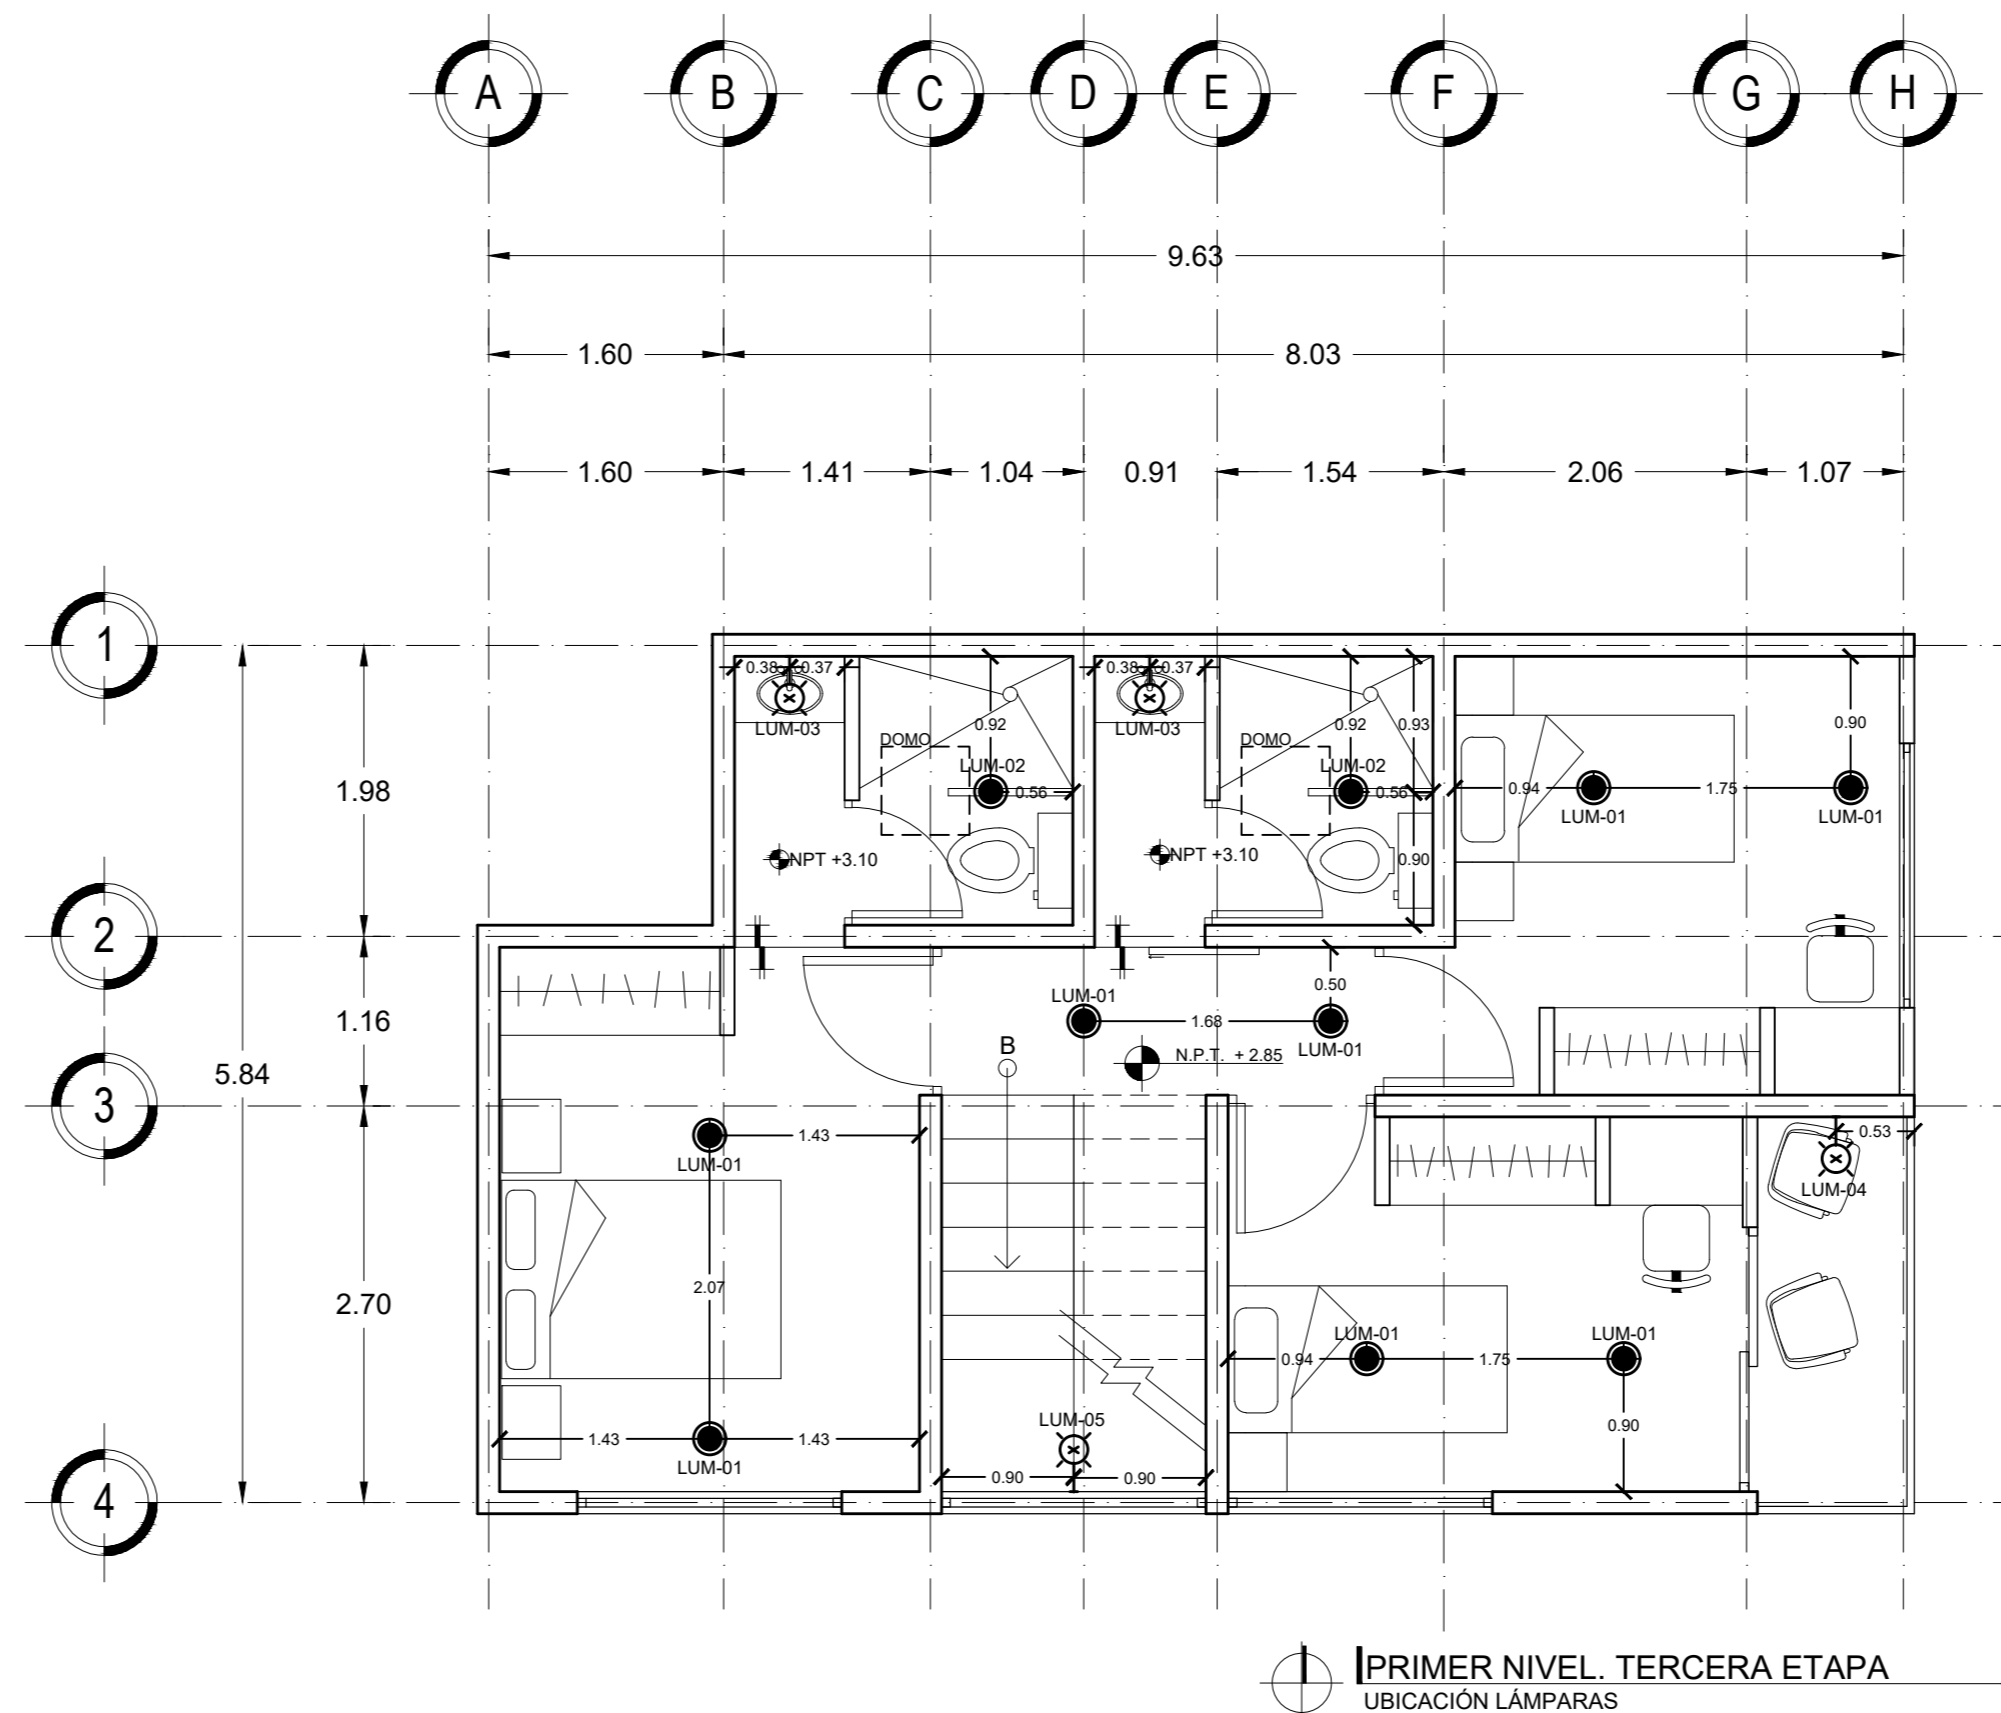 A B C D E F G H
9.63
1.60 8.03
1.60 1.41 1.04 0.91 1.54 2.06 1.07
1
0.38 0.37 0.38 0.37
LUM-03 0.92 LUM-03 0.92 0.93 0.90
DOMO DOMO
LUM-02 LUM-02
1.98 0.56 0.56 0.94 1.75
LUM-01 LUM-01
NPT +3.10 NPT +3.10 0.90
2
0.50
LUM-01
1.16 1.68
B LUM-01
N.P.T. + 2.85
5.84
3
1.43 0.53
LUM-01 LUM-04
2.07
2.70
LUM-01 LUM-01
0.94 1.75
LUM-05 0.90
1.43 1.43
LUM-01 0.90 0.90
4
PRIMER NIVEL. TERCERA ETAPA
UBICACIÓN LÁMPARAS